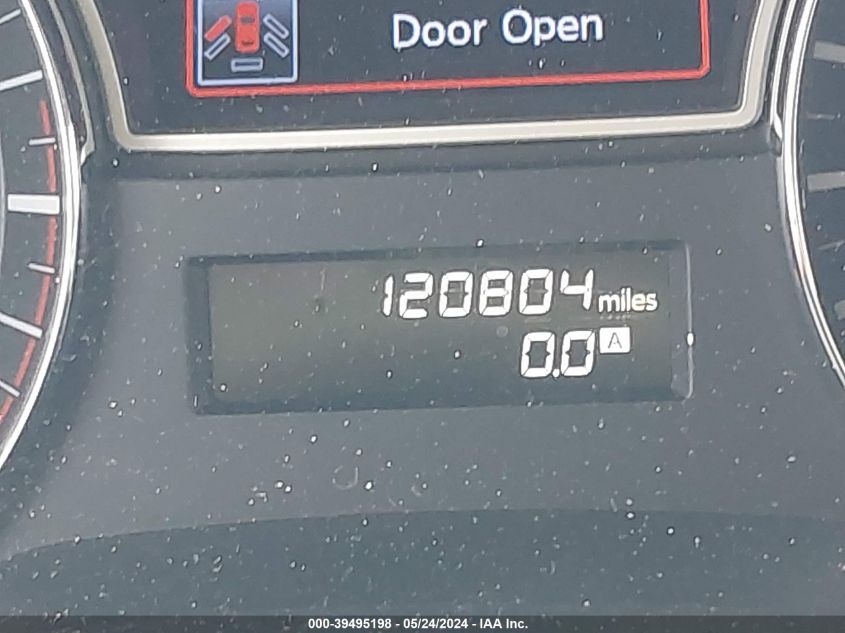 Door Open
120804 miles
0.0 A
000-39495198 - 05/24/2024 - IAA Inc.